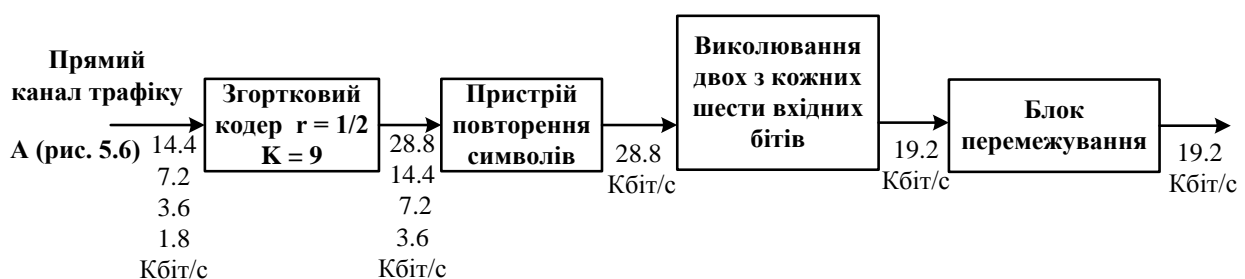 Прямий
канал трафіку
А (рис. 5.6)
14.4
7.2
3.6
1.8
Кбіт/с
Згортковий
кодер r = 1/2
K = 9
28.8
14.4
7.2
3.6
Кбіт/с
Пристрій
повторення
символів
28.8
Кбіт/с
Виколювання
двох з кожних
шести вхідних
бітів
19.2
Кбіт/с
Блок
перемежування
19.2
Кбіт/с